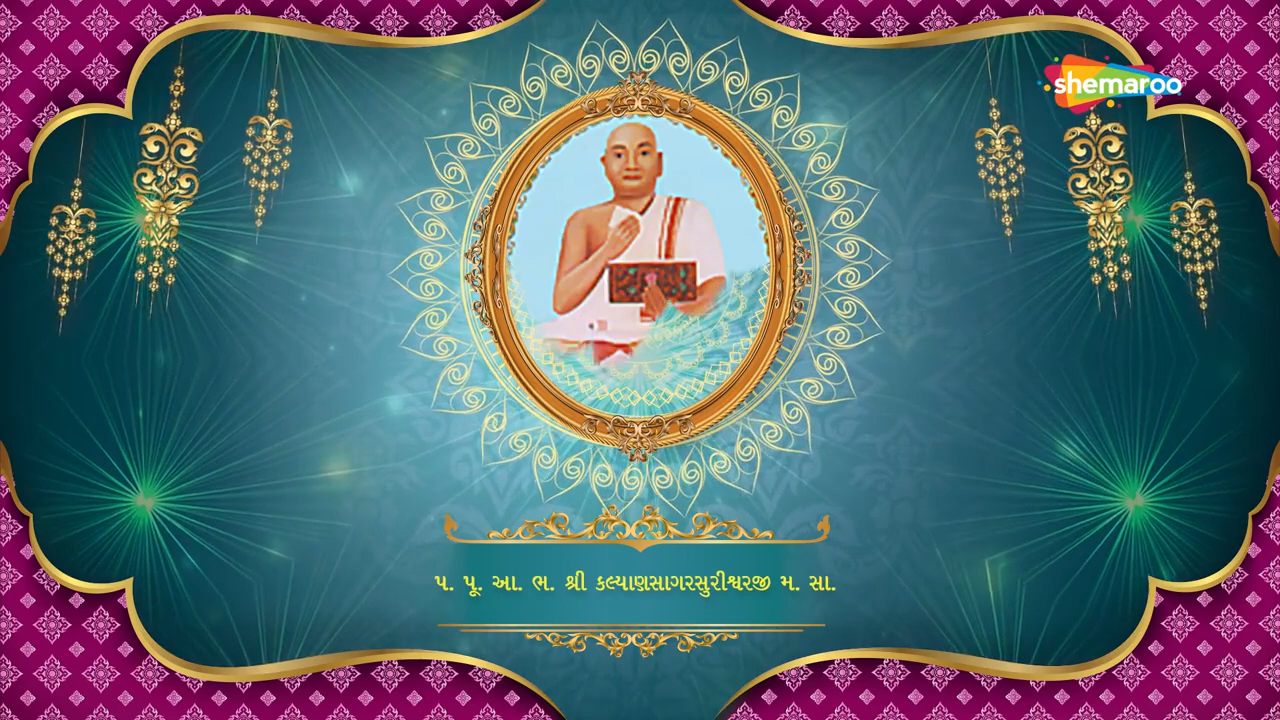 shemaroo
પ. પૂ. આ. ભ. શ્રી કલ્યાણસાગરસુરીશ્વરજી મ. સા.